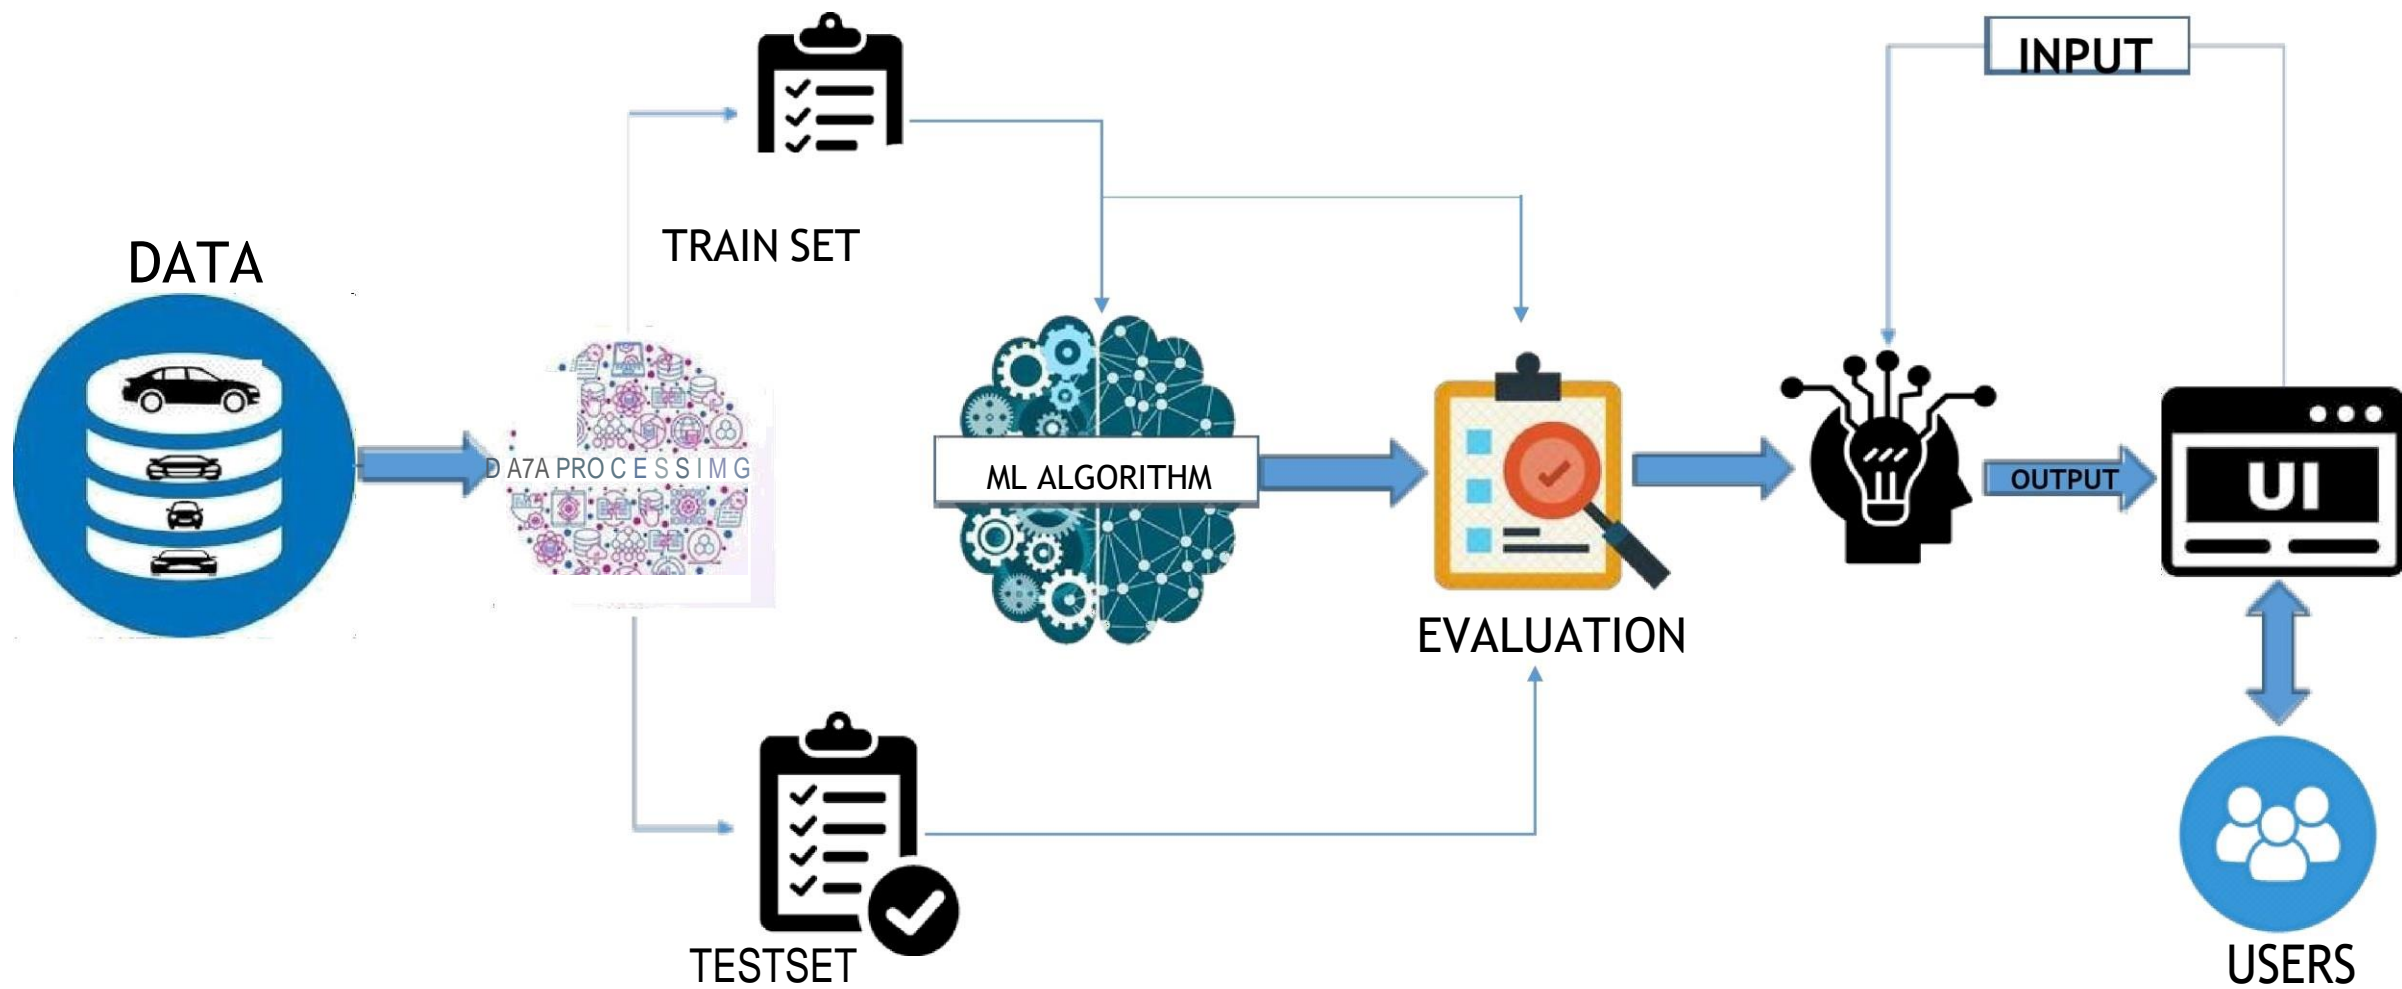 INPUT
TRAIN SET
DATA
D A7A PRO C E S S I M G
ML ALGORITHM
OUTPUT
UI
EVALUATION
TESTSET
USERS